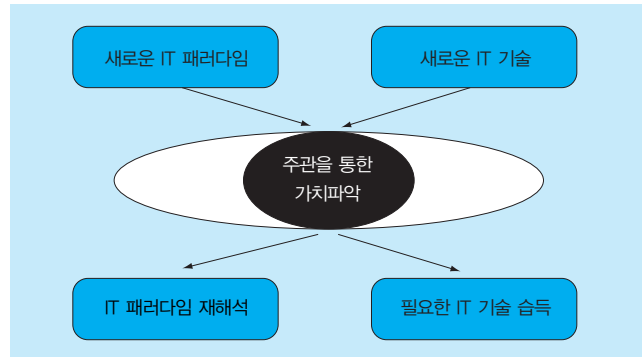 새로운 IT 패러다임
새로운 IT 기술
주관을 통한
가치파악
IT 패러다임 재해석
필요한 IT 기술 습득